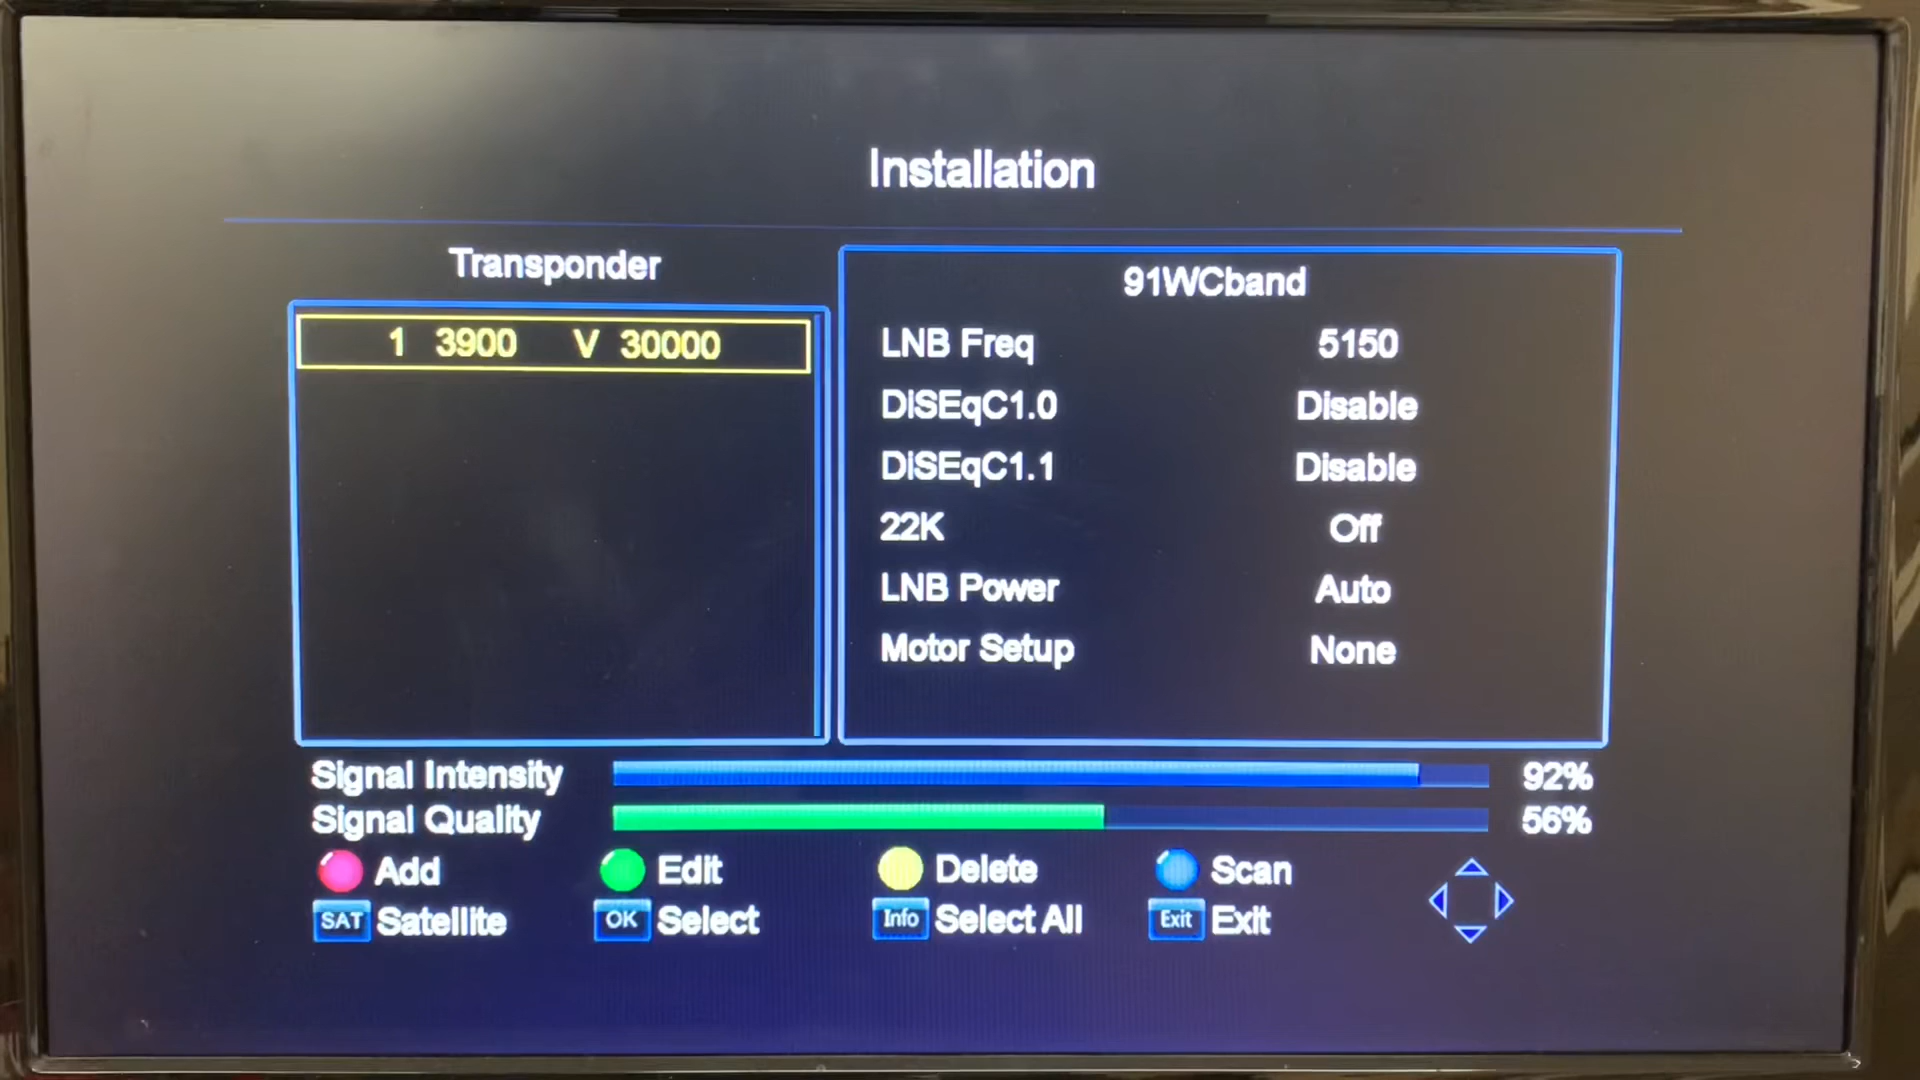 Installation
Transponder
1 3900 V 30000
91WCband
LNB Freq 5150
DiSEqC1.0 Disable
DiSEqC1.1 Disable
22K Off
LNB Power Auto
Motor Setup None
Signal Intensity 92%
Signal Quality 56%
Add Edit Delete Scan
SAT Satellite OK Select Info Select All Exit Exit